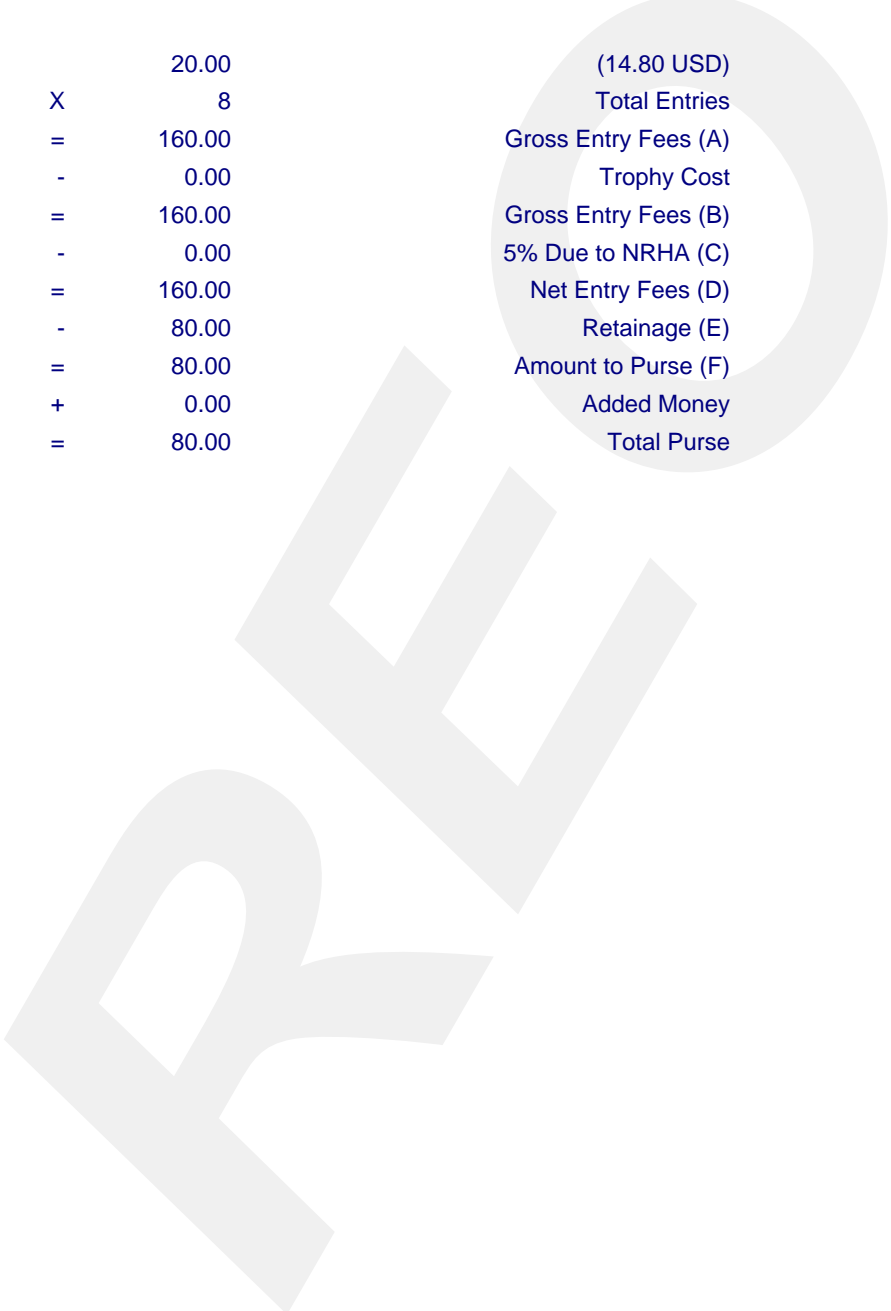 20.00 (14.80 USD)
X 8 Total Entries
= 160.00 Gross Entry Fees (A)
- 0.00 Trophy Cost
= 160.00 Gross Entry Fees (B)
- 0.00 5% Due to NRHA (C)
= 160.00 Net Entry Fees (D)
- 80.00 Retainage (E)
= 80.00 Amount to Purse (F)
+ 0.00 Added Money
= 80.00 Total Purse
REO